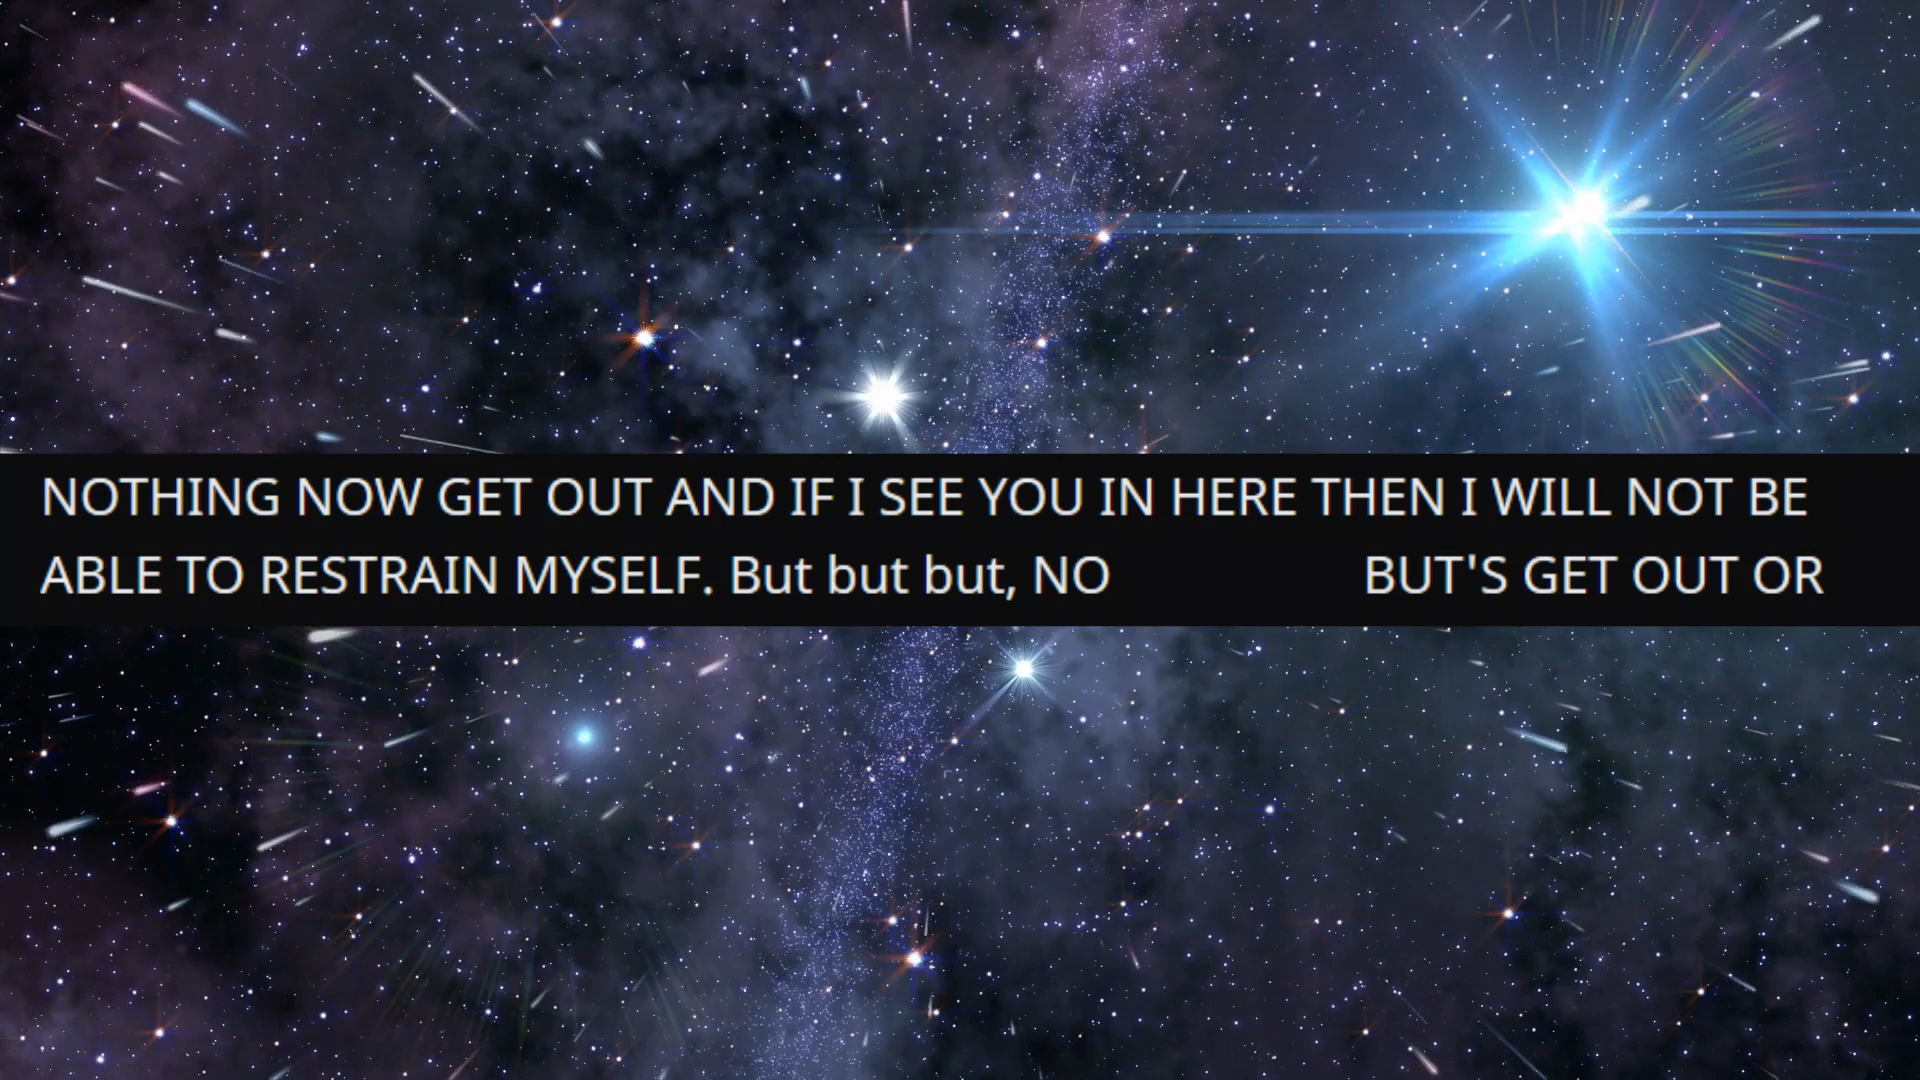 NOTHING NOW GET OUT AND IF I SEE YOU IN HERE THEN I WILL NOT BE
ABLE TO RESTRAIN MYSELF. But but but, NO BUT'S GET OUT OR